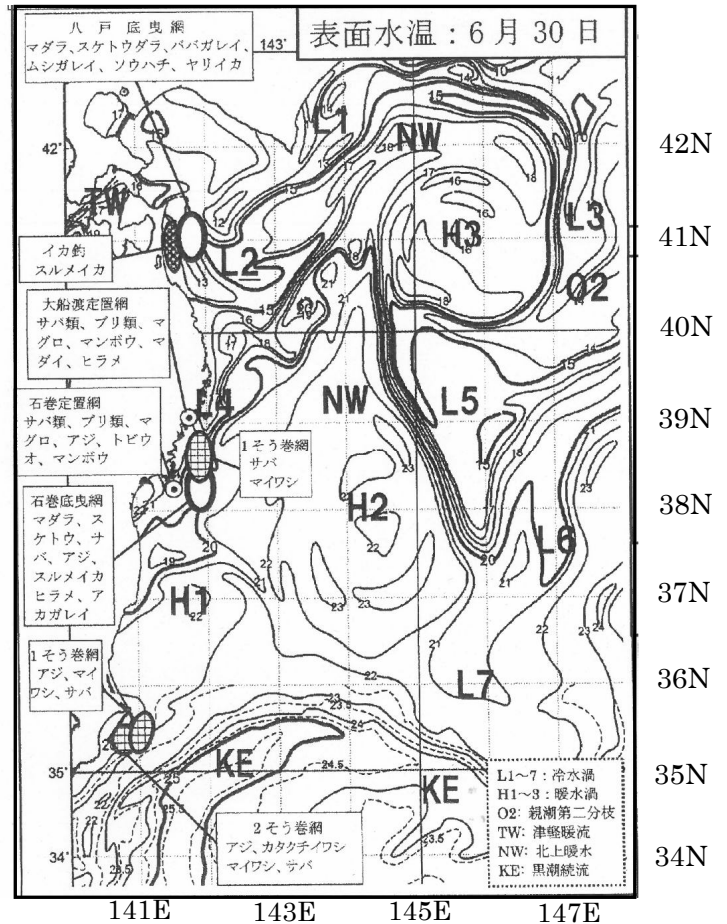 表面水温：6月30日
八戸底曳網
マダラ、スケトウダラ、ババガレイ、
ムシガレイ、ソウハチ、ヤリイカ
143°
42°
イカ釣
スルメイカ
大船渡定置網
サバ類、ブリ類、マ
グロ、マンボウ、マ
ダイ、ヒラメ
石巻定置網
サバ類、ブリ類、マ
グロ、アジ、トビウ
オ、マンボウ
1そう巻網
サバ
マイワシ
石巻底曳網
マダラ、ス
ケトウ、サ
バ、アジ、
スルメイカ
ヒラメ、ア
カガレイ
1そう巻網
アジ、マイ
ワシ、サバ
2そう巻網
アジ、カタクチイワシ
マイワシ、サバ
L1
NW
TW
L2
H3
L3
O2
L4
NW
L5
H2
L6
H1
L7
KE
KE
35°
34°
L1～7：冷水渦
H1～3：暖水渦
O2：親潮第二分枝
TW：津軽暖流
NW：北上暖水
KE：黒潮続流
42N
41N
40N
39N
38N
37N
36N
35N
34N
141E
143E
145E
147E